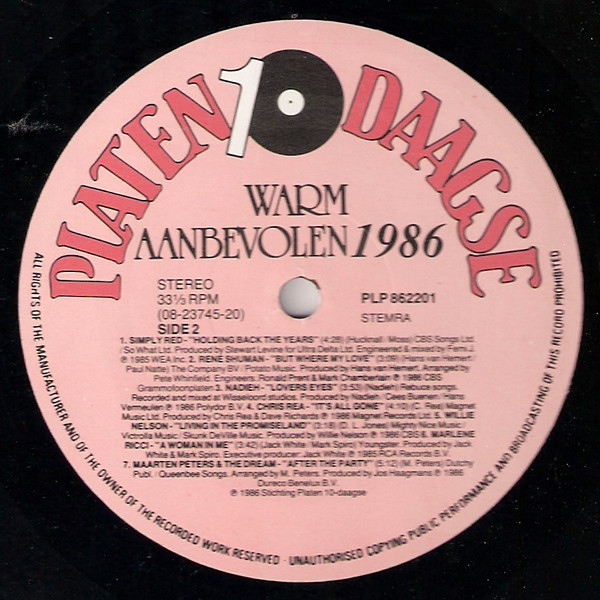 PLATEN 10 DAAGSE
WARM
AANBEVOLEN 1986
STEREO
33⅓ RPM
(08-23745-20)
SIDE 2
PLP 862201
STEMRA
1. SIMPLY RED- "HOLDING BACK THE YEARS" (4:28) (Hucknall / Moss) CBS Songs Ltd.
/ So What Ltd. Produced by Stewart Levine for Ultra Delta Ltd. Engineered & mixed by Femi J.
℗ 1985 WEA Inc. 2. RENE SHUMAN- "BUT WHERE MY LOVE" (3:09) (Hans van Hemert /
Paul Natte) The Company BV / Potato Music. Produced by Hans van Hemert. Arranged by
Pete Whinfield. Engineers. Ronald Prent & Mark Chamberlain ℗ 1986 CBS
Grammofoonplaten 3. NADIEH- "LOVERS EYES" (3:53) (Nadieh) Red Bus songs.
Recorded and mixed at Wisseloord studios. Produced by Nadieh / Cees Buunen / Hans
Vermeulen ℗ 1986 Polydor B.V. 4. CHRIS REA- "IT'S ALL GONE" (4:10) (C. Rea) Magnet
Music Ltd. Produced by Chris Rea & Dave Richards ℗ 1986 Magnet Records Ltd. 5. WILLIE
NELSON- "LIVING IN THE PROMISELAND" (3:18) (D. L. Jones) Mighty Nice Music /
Victrolla Music / Skunk DeVille Music. Produced by Willie Nelson ℗ 1986 CBS 6. MARLENE
RICCI- "A WOMAN IN ME" (3:42) (Jack White / Mark Spiro) Youngster. Produced by Jack
White & Mark Spiro. Executive producer: Jack White ℗ 1985 RCA Records B.V.
7. MAARTEN PETERS & THE DREAM- "AFTER THE PARTY" (5:12) (M. Peters) Dutchy
Publ. / Queenbee Songs. Arranged by M. Peters. Produced by Jos Haagmans ℗ 1986
Dureco Benelux B.V.
℗ 1986 Stichting Platen 10-daagse
ALL RIGHTS OF THE MANUFACTURER AND OF THE OWNER OF THE RECORDED WORK RESERVED · UNAUTHORISED COPYING PUBLIC PERFORMANCE AND BROADCASTING OF THIS RECORD PROHIBITED